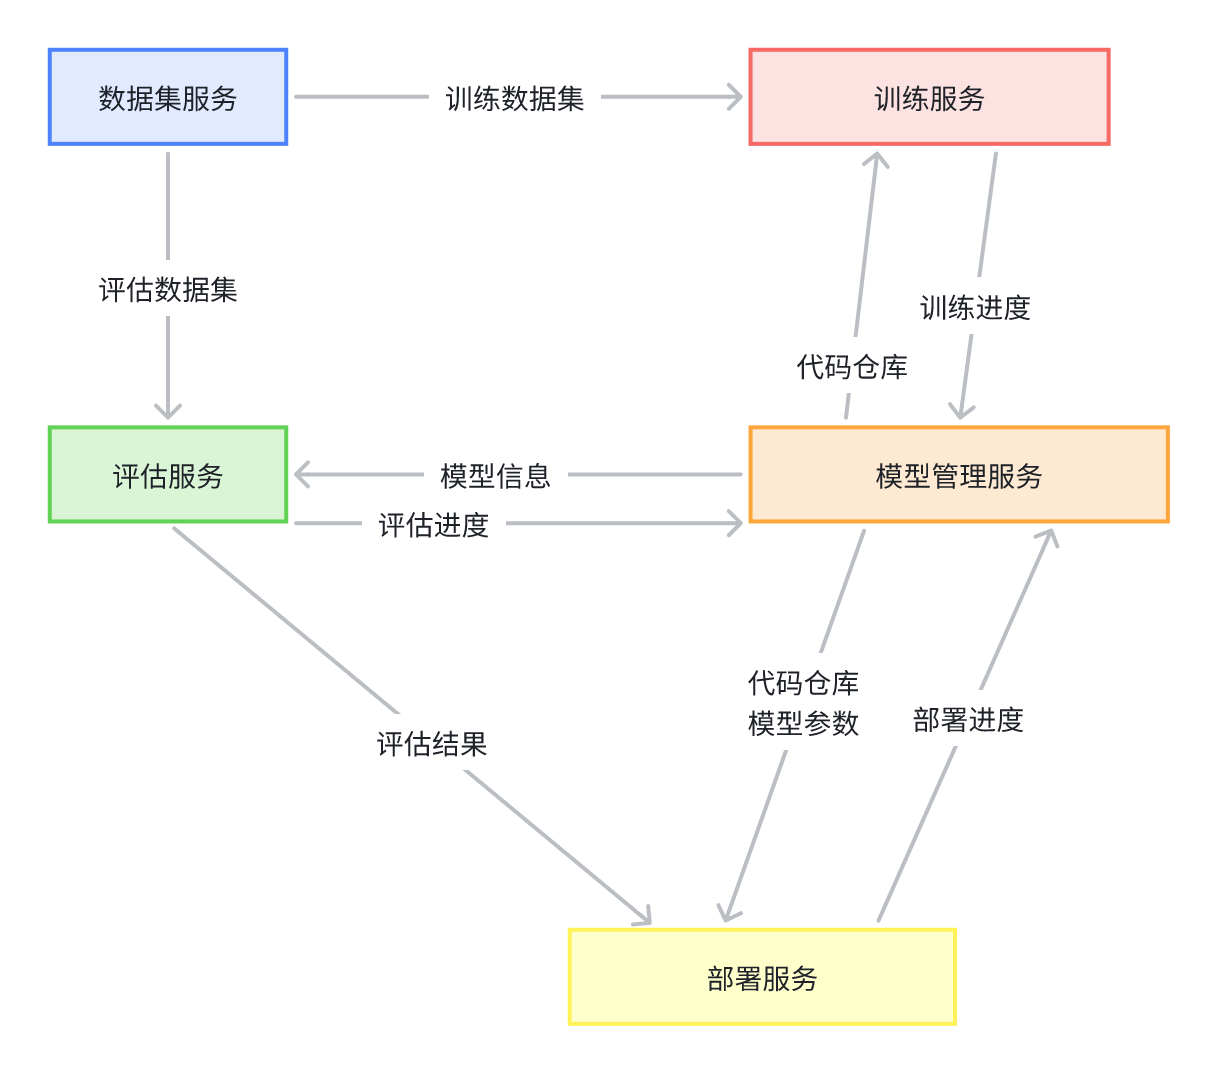 数据集服务
训练数据集
训练服务
评估数据集
训练进度
代码仓库
评估服务
模型信息
模型管理服务
评估进度
代码仓库
模型参数
部署进度
评估结果
部署服务